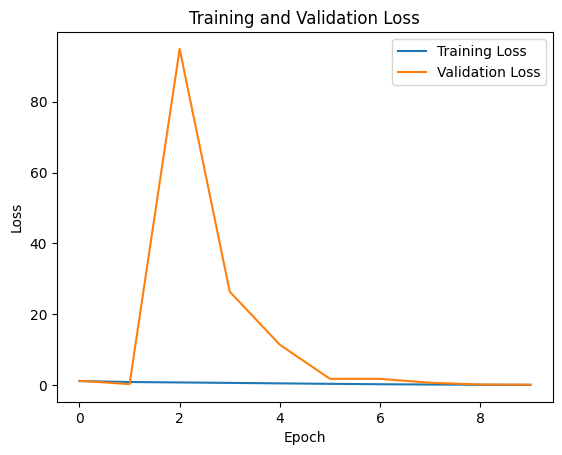 Training and Validation Loss
Training Loss
Validation Loss
80
60
40
20
0
Loss
0 2 4 6 8
Epoch